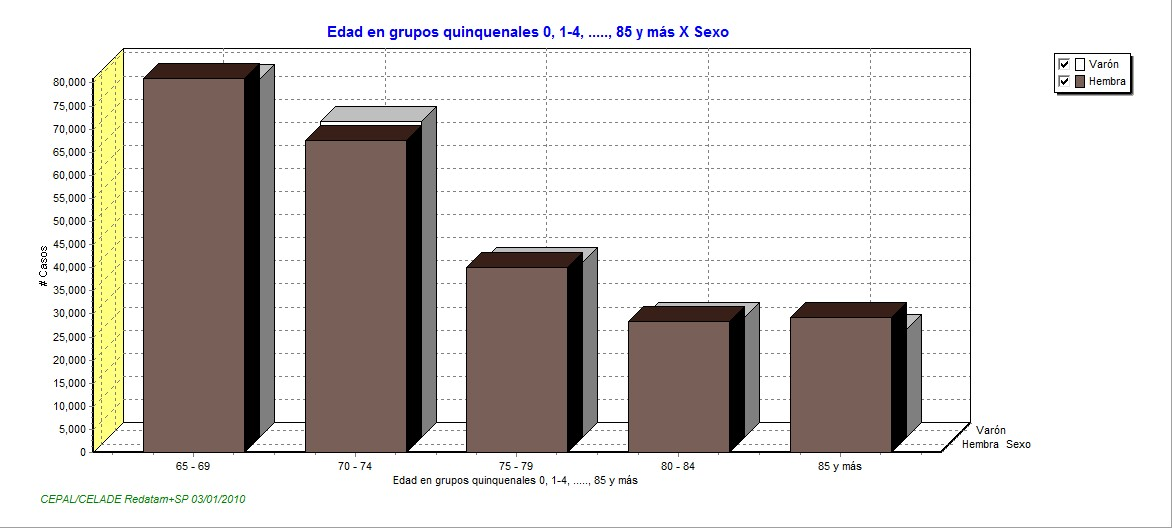 Edad en grupos quinquenales 0, 1-4, ....., 85 y más X Sexo
Varón
Hembra
80,000
75,000
70,000
65,000
60,000
55,000
50,000
45,000
40,000
35,000
30,000
25,000
20,000
15,000
10,000
5,000
0
# Casos
65 - 69
70 - 74
75 - 79
80 - 84
85 y más
Varón
Hembra Sexo
Edad en grupos quinquenales 0, 1-4, ....., 85 y más
CEPAL/CELADE Redatam+SP 03/01/2010